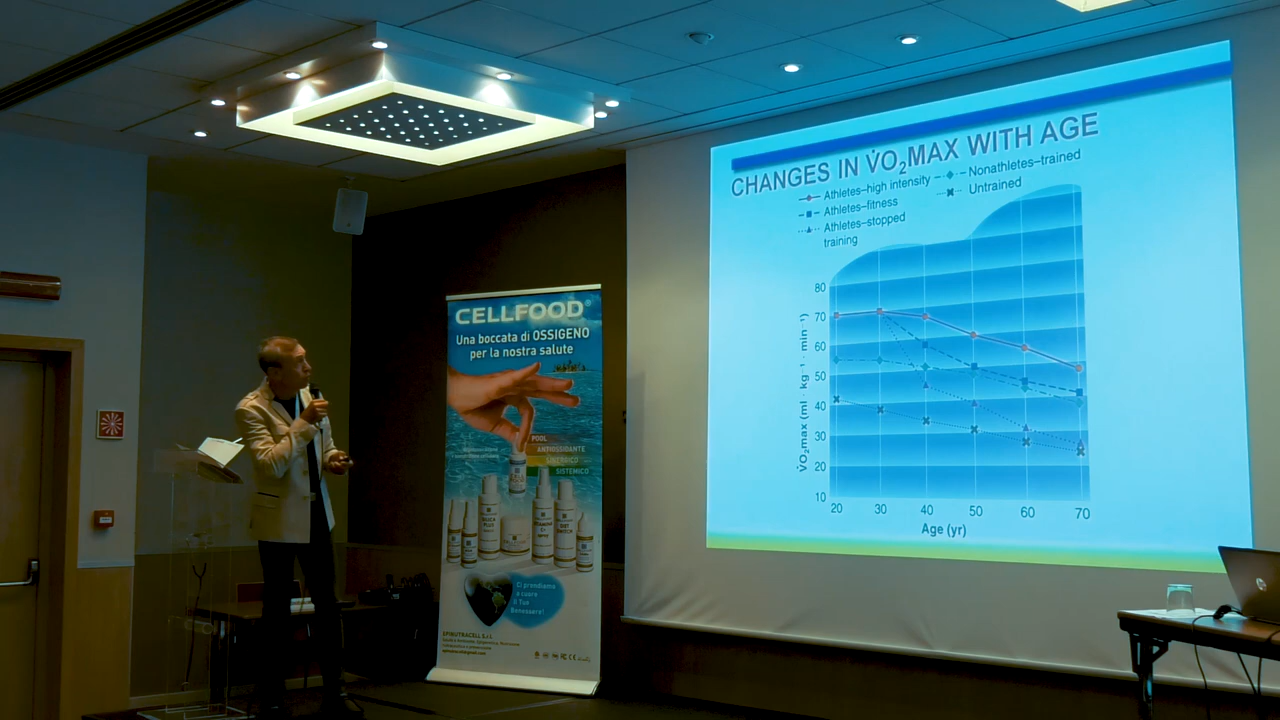 CHANGES IN V̇O₂MAX WITH AGE
Athletes–high intensity
Athletes–fitness
Athletes–stopped
training
Nonathletes–trained
Untrained
V̇O₂max (ml · kg⁻¹ · min⁻¹)
80
70
60
50
40
30
20
10
20
30
40
50
60
70
Age (yr)
CELLFOOD®
Una boccata di OSSIGENO
per la nostra salute
POOL
ANTIOSSIDANTE
SINERGICO
SISTEMICO
Ci prendiamo
a cuore
il Tuo
Benessere!